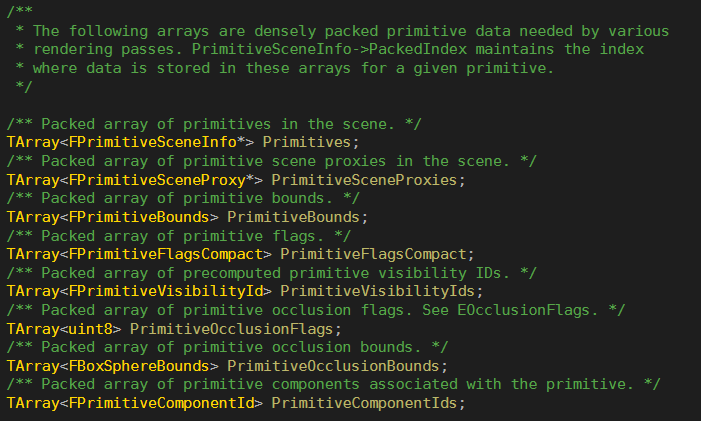 /**
 * The following arrays are densely packed primitive data needed by various
 * rendering passes. PrimitiveSceneInfo->PackedIndex maintains the index
 * where data is stored in these arrays for a given primitive.
 */

/** Packed array of primitives in the scene. */
TArray<FPrimitiveSceneInfo*> Primitives;
/** Packed array of primitive scene proxies in the scene. */
TArray<FPrimitiveSceneProxy*> PrimitiveSceneProxies;
/** Packed array of primitive bounds. */
TArray<FPrimitiveBounds> PrimitiveBounds;
/** Packed array of primitive flags. */
TArray<FPrimitiveFlagsCompact> PrimitiveFlagsCompact;
/** Packed array of precomputed primitive visibility IDs. */
TArray<FPrimitiveVisibilityId> PrimitiveVisibilityIds;
/** Packed array of primitive occlusion flags. See EOcclusionFlags. */
TArray<uint8> PrimitiveOcclusionFlags;
/** Packed array of primitive occlusion bounds. */
TArray<FBoxSphereBounds> PrimitiveOcclusionBounds;
/** Packed array of primitive components associated with the primitive. */
TArray<FPrimitiveComponentId> PrimitiveComponentIds;